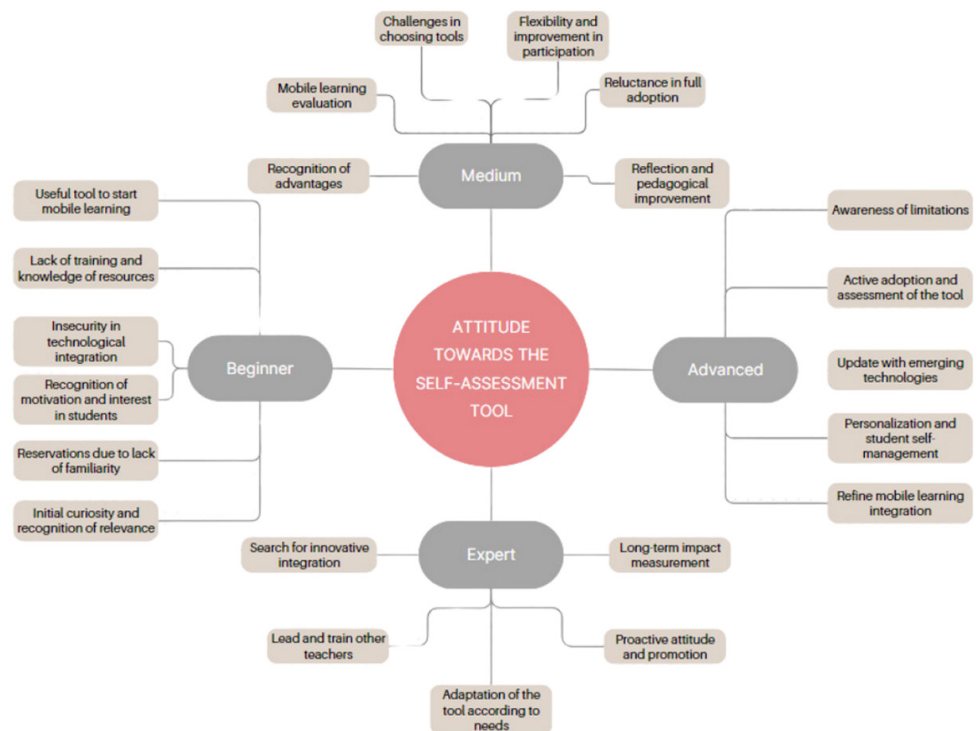 Challenges in
choosing tools
Flexibility and
improvement in
participation
Mobile learning
evaluation
Reluctance in full
adoption
Recognition of
advantages
Medium
Reflection and
pedagogical
improvement
Useful tool to start
mobile learning
Lack of training and
knowledge of resources
Insecurity in
technological
integration
Recognition of
motivation and interest
in students
Reservations due to lack
of familiarity
Initial curiosity and
recognition of relevance
Beginner
ATTITUDE
TOWARDS THE
SELF-ASSESSMENT
TOOL
Advanced
Awareness of limitations
Active adoption and
assessment of the tool
Update with emerging
technologies
Personalization and
student self-
management
Refine mobile learning
integration
Search for innovative
integration
Expert
Long-term impact
measurement
Lead and train other
teachers
Proactive attitude
and promotion
Adaptation of the
tool according to
needs